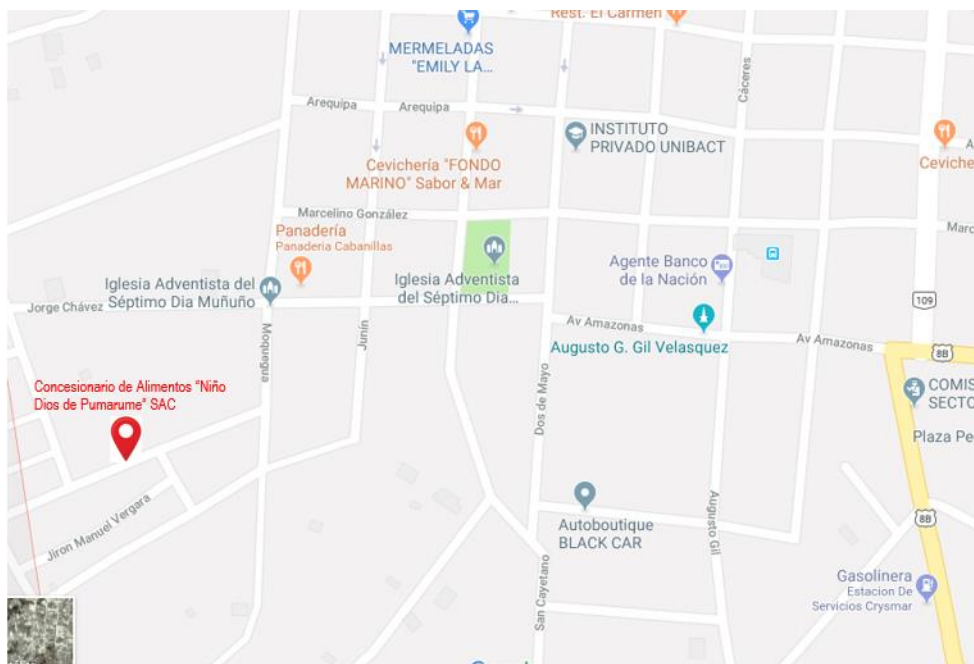 Rest. El Carmen
MERMELADAS
"EMILY LA...
Cáceres
Arequipa
Arequipa
INSTITUTO
PRIVADO UNIBACT
Cevichería "FONDO
MARINO" Sabor & Mar
Ceviche
Marcelino González
Marc
Panadería
Panaderia Cabanillas
Iglesia Adventista del
Séptimo Dia Muñuño
Iglesia Adventista
del Séptimo Dia...
Agente Banco
de la Nación
Jorge Chávez
109
Av Amazonas
Av Amazonas
8B
Augusto G. Gil Velasquez
Moquegua
Junín
Dos de Mayo
Concesionario de Alimentos "Niño
Dios de Pumarume" SAC
COMIS
SECTO
Plaza Pe
Jiron Manuel Vergara
Autoboutique
BLACK CAR
Augusto Gil
8B
San Cayetano
Gasolinera
Estacion De
Servicios Crysmar